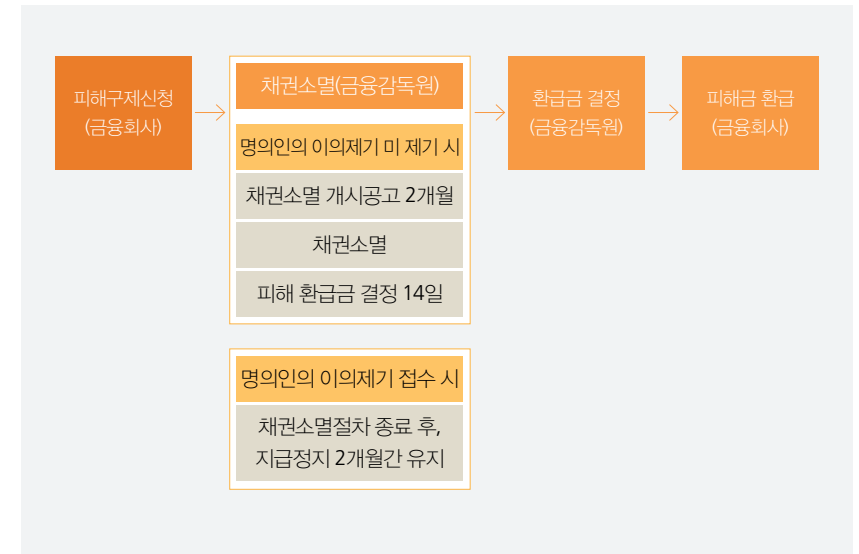 피해구제신청
(금융회사)
채권소멸(금융감독원)
명의인의 이의제기 미 제기 시
채권소멸 개시공고 2개월
채권소멸
피해 환급금 결정 14일
명의인의 이의제기 접수 시
채권소멸절차 종료 후,
지급정지 2개월간 유지
환급금 결정
(금융감독원)
피해금 환급
(금융회사)